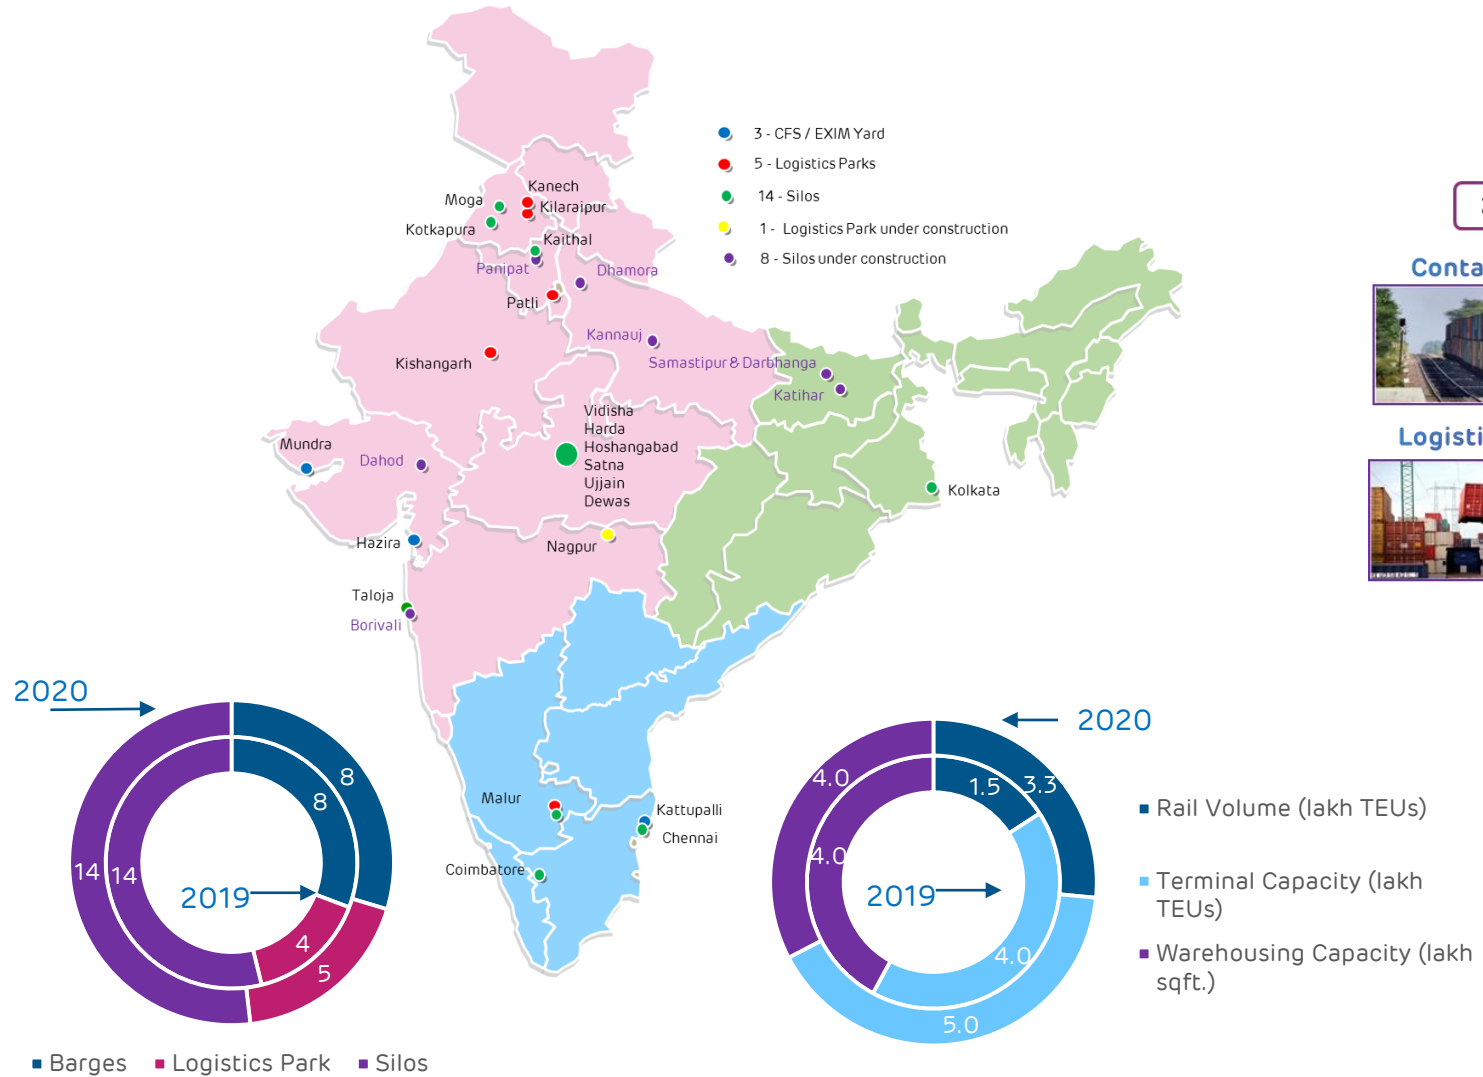 3 - CFS / EXIM Yard
5 - Logistics Parks
14 - Silos
1 - Logistics Park under construction
8 - Silos under construction
Kanech
Moga
Kilaraipur
Kotkapura
Kaithal
Panipat
Dhamora
Patli
Kannauj
Kishangarh
Samastipur & Darbhanga
Katihar
Vidisha
Harda
Hoshangabad
Satna
Ujjain
Dewas
Mundra
Dahod
Kolkata
Hazira
Nagpur
Taloja
Borivali
Malur
Kattupalli
Chennai
Coimbatore
Conta
Logisti
2020
8
8
14
14
2019
4
5
Barges
Logistics Park
Silos
2020
4.0
1.5
3.3
4.0
2019
4.0
5.0
Rail Volume (lakh TEUs)
Terminal Capacity (lakh
TEUs)
Warehousing Capacity (lakh
sqft.)